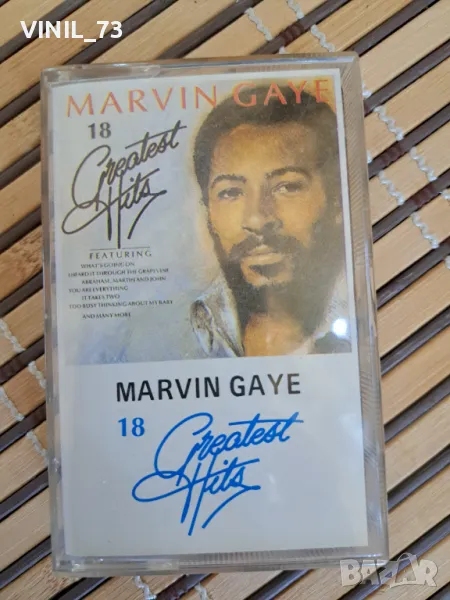 VINIL_73
MARVIN GAYE
18
Greatest
Hits
FEATURING
WHAT'S GOING ON
I HEARD IT THROUGH THE GRAPEVINE
ABRAHAM, MARTIN AND JOHN
YOU ARE EVERYTHING
IT TAKES TWO
TOO BUSY THINKING ABOUT MY BABY
AND MANY MORE
MARVIN GAYE
18
Greatest
Hits
BAZAR